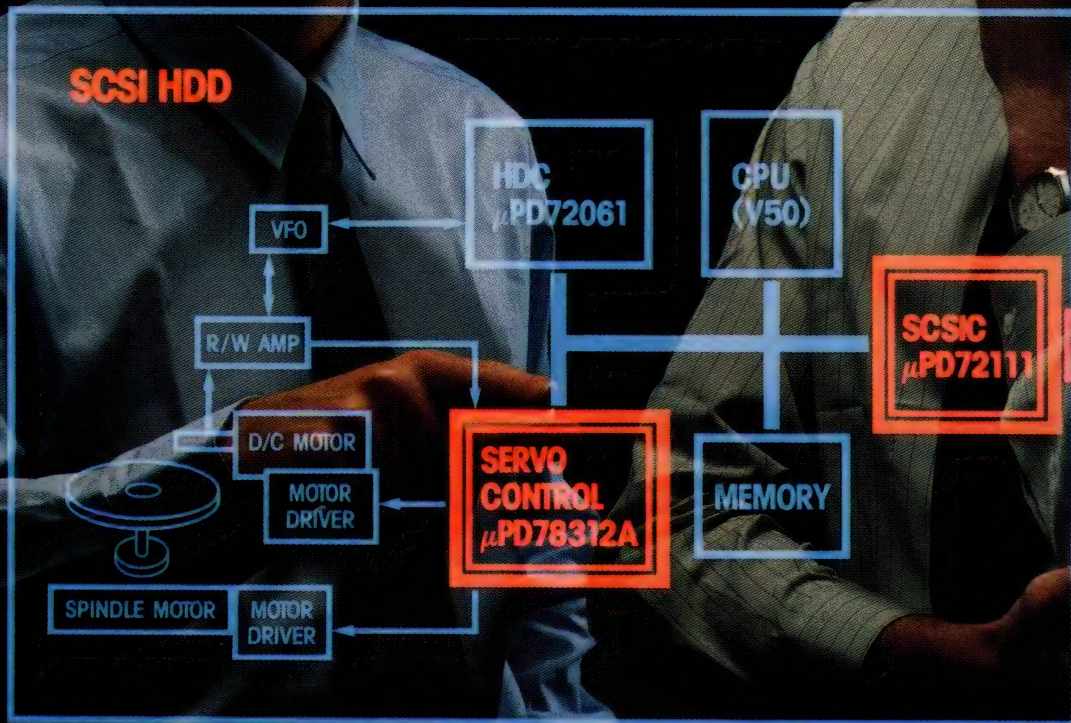 SCSI HDD
HDC
μPD72061
CPU
(V50)
VFO
SCSIC
μPD72111
R/W AMP
D/C MOTOR
SERVO
CONTROL
μPD78312A
MOTOR
DRIVER
MEMORY
SPINDLE MOTOR
MOTOR
DRIVER